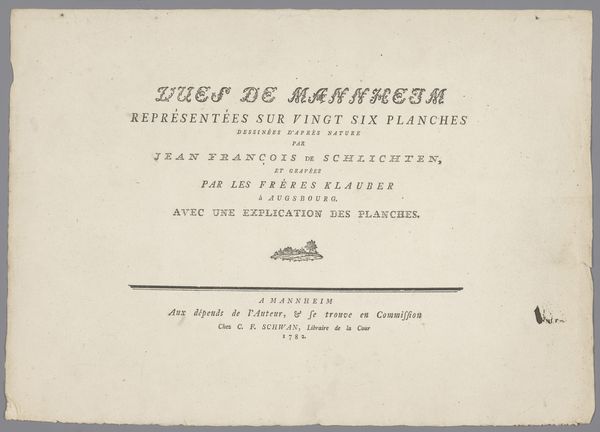 VUES DE MANNHEIM
REPRÉSENTÉES SUR VINGT SIX PLANCHES
DESSINÉES D'APRÈS NATURE
PAR
JEAN FRANÇOIS DE SCHLICHTEN,
ET GRAVÉES
PAR LES FRÉRES KLAUBER
à AUGSBOURG.
AVEC UNE EXPLICATION DES PLANCHES.
A MANNHEIM
Aux dépends de l'Auteur, & ſe trouve en Commiſſion
Chez C. F. SCHWAN, Libraire de la Cour
1782.